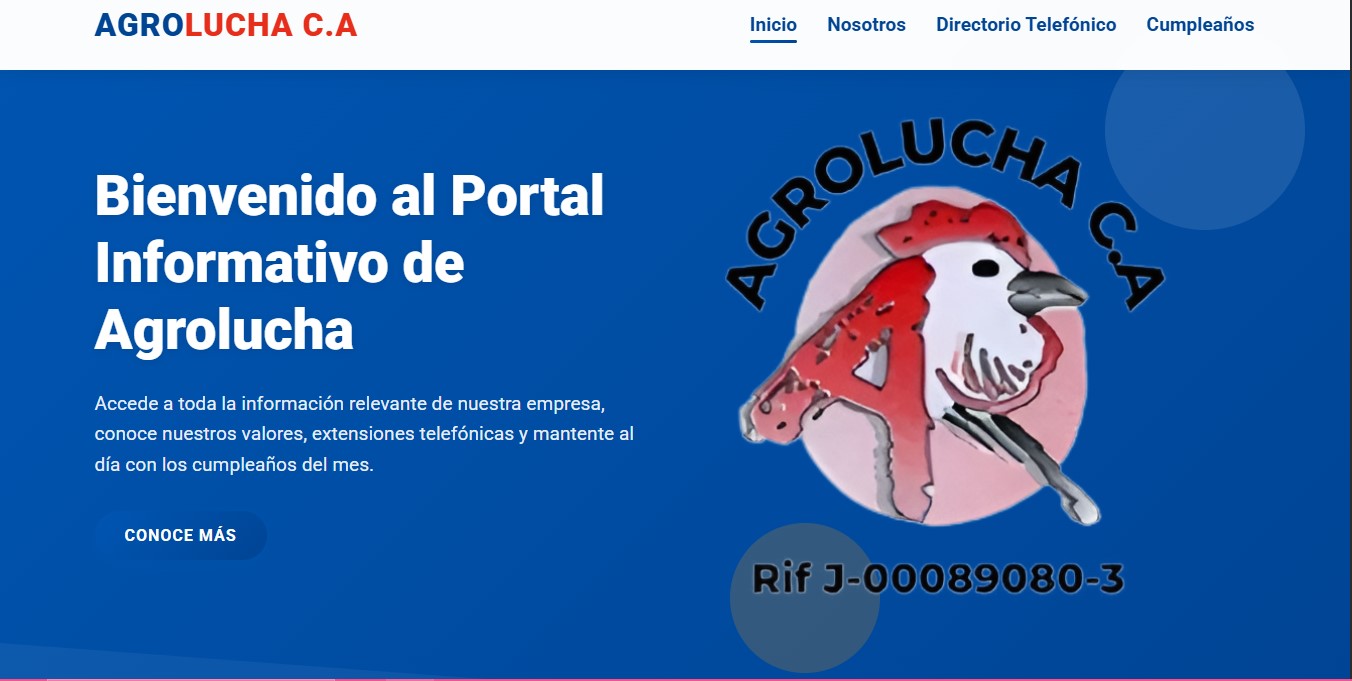 AGROLUCHA C.A
Inicio Nosotros Directorio Telefónico Cumpleaños
Bienvenido al Portal
Informativo de
Agrolucha
Accede a toda la información relevante de nuestra empresa,
conoce nuestros valores, extensiones telefónicas y mantente al
día con los cumpleaños del mes.
CONOCE MÁS
AGROLUCHA C.A
A
Rif J-00089080-3